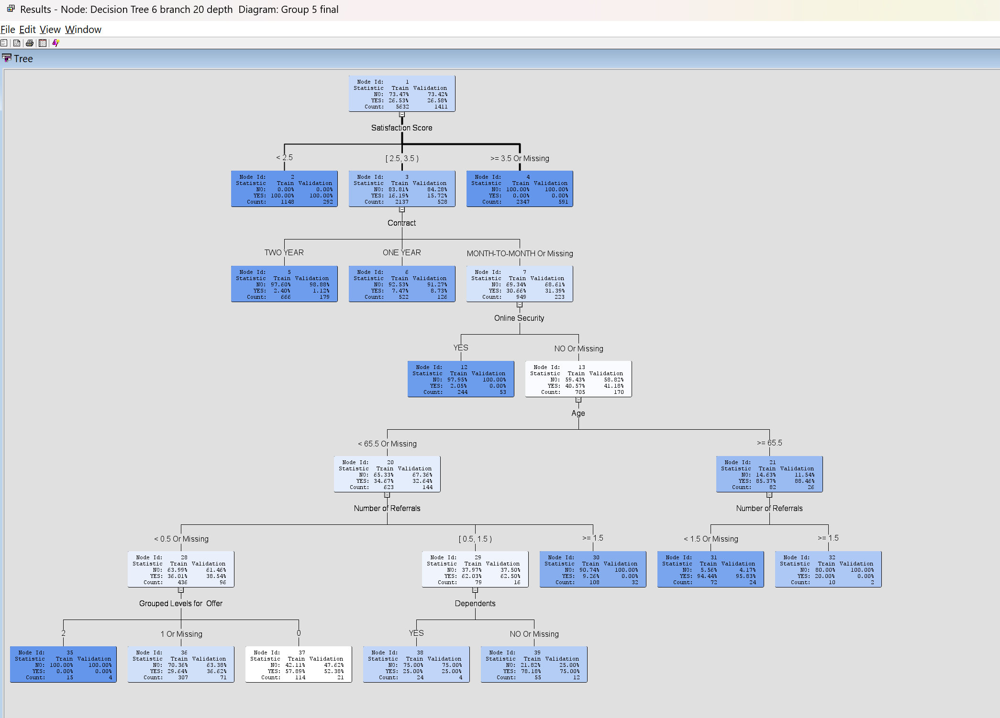 Results - Node: Decision Tree 6 branch 20 depth  Diagram: Group 5 final
File Edit View Window
Tree
Node Id: 1
Statistic Train Validation
NO: 73.47% 73.42%
YES: 26.53% 26.58%
Count: 5632 1411
Satisfaction Score
< 2.5
[ 2.5, 3.5 )
>= 3.5 Or Missing
Node Id: 2
Statistic Train Validation
NO: 0.00% 0.00%
YES: 100.00% 100.00%
Count: 1148 292
Node Id: 3
Statistic Train Validation
NO: 83.81% 84.28%
YES: 16.19% 15.72%
Count: 2137 528
Node Id: 4
Statistic Train Validation
NO: 100.00% 100.00%
YES: 0.00% 0.00%
Count: 2347 591
Contract
TWO YEAR
ONE YEAR
MONTH-TO-MONTH Or Missing
Node Id: 5
Statistic Train Validation
NO: 97.60% 98.88%
YES: 2.40% 1.12%
Count: 666 179
Node Id: 6
Statistic Train Validation
NO: 92.53% 91.27%
YES: 7.47% 8.73%
Count: 522 126
Node Id: 7
Statistic Train Validation
NO: 69.34% 68.61%
YES: 30.66% 31.39%
Count: 949 223
Online Security
YES
NO Or Missing
Node Id: 12
Statistic Train Validation
NO: 97.95% 100.00%
YES: 2.05% 0.00%
Count: 244 53
Node Id: 13
Statistic Train Validation
NO: 59.43% 58.82%
YES: 40.57% 41.18%
Count: 705 170
Age
< 65.5 Or Missing
>= 65.5
Node Id: 20
Statistic Train Validation
NO: 65.33% 67.36%
YES: 34.67% 32.64%
Count: 623 144
Node Id: 21
Statistic Train Validation
NO: 14.63% 11.54%
YES: 85.37% 88.46%
Count: 82 26
Number of Referrals
Number of Referrals
< 0.5 Or Missing
[ 0.5, 1.5 )
>= 1.5
< 1.5 Or Missing
>= 1.5
Node Id: 28
Statistic Train Validation
NO: 63.99% 61.46%
YES: 36.01% 38.54%
Count: 436 96
Node Id: 29
Statistic Train Validation
NO: 37.97% 37.50%
YES: 62.03% 62.50%
Count: 79 16
Node Id: 30
Statistic Train Validation
NO: 90.74% 100.00%
YES: 9.26% 0.00%
Count: 108 32
Node Id: 31
Statistic Train Validation
NO: 5.56% 4.17%
YES: 94.44% 95.83%
Count: 72 24
Node Id: 32
Statistic Train Validation
NO: 80.00% 100.00%
YES: 20.00% 0.00%
Count: 10 2
Grouped Levels for  Offer
Dependents
2
1 Or Missing
0
YES
NO Or Missing
Node Id: 35
Statistic Train Validation
NO: 100.00% 100.00%
YES: 0.00% 0.00%
Count: 15 4
Node Id: 36
Statistic Train Validation
NO: 70.36% 63.38%
YES: 29.64% 36.62%
Count: 307 71
Node Id: 37
Statistic Train Validation
NO: 42.11% 47.62%
YES: 57.89% 52.38%
Count: 114 21
Node Id: 38
Statistic Train Validation
NO: 75.00% 75.00%
YES: 25.00% 25.00%
Count: 24 4
Node Id: 39
Statistic Train Validation
NO: 21.82% 25.00%
YES: 78.18% 75.00%
Count: 55 12